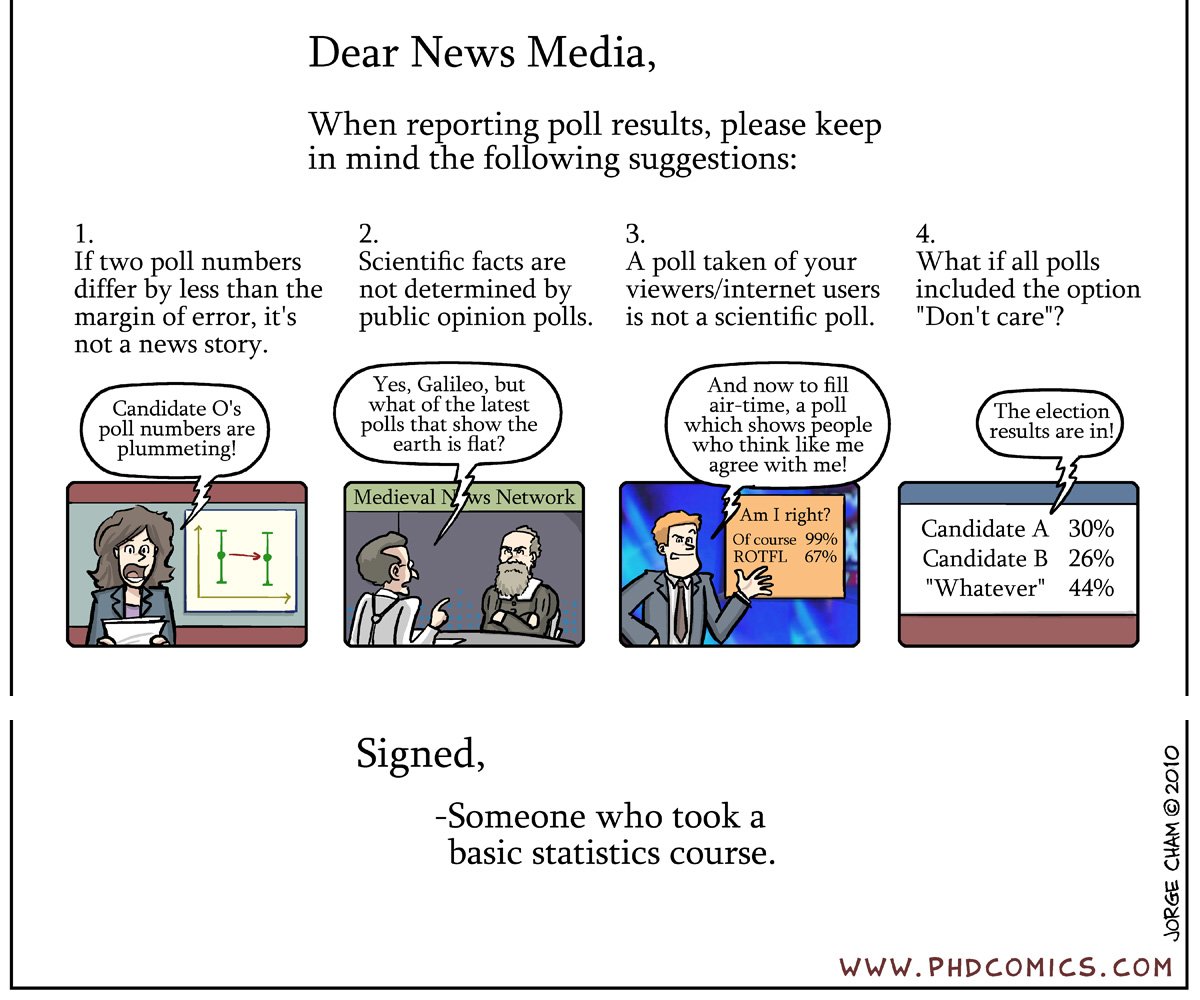 Dear News Media,
When reporting poll results, please keep
in mind the following suggestions:
1.
If two poll numbers
differ by less than the
margin of error, it's
not a news story.
Candidate O's
poll numbers are
plummeting!
2.
Scientific facts are
not determined by
public opinion polls.
Yes, Galileo, but
what of the latest
polls that show the
earth is flat?
Medieval News Network
3.
A poll taken of your
viewers/internet users
is not a scientific poll.
And now to fill
air-time, a poll
which shows people
who think like me
agree with me!
Am I right?
Of course 99%
ROTFL 67%
4.
What if all polls
included the option
"Don't care"?
The election
results are in!
Candidate A 30%
Candidate B 26%
"Whatever" 44%
Signed,
-Someone who took a
basic statistics course.
JORGE CHAM © 2010
WWW.PHDCOMICS.COM